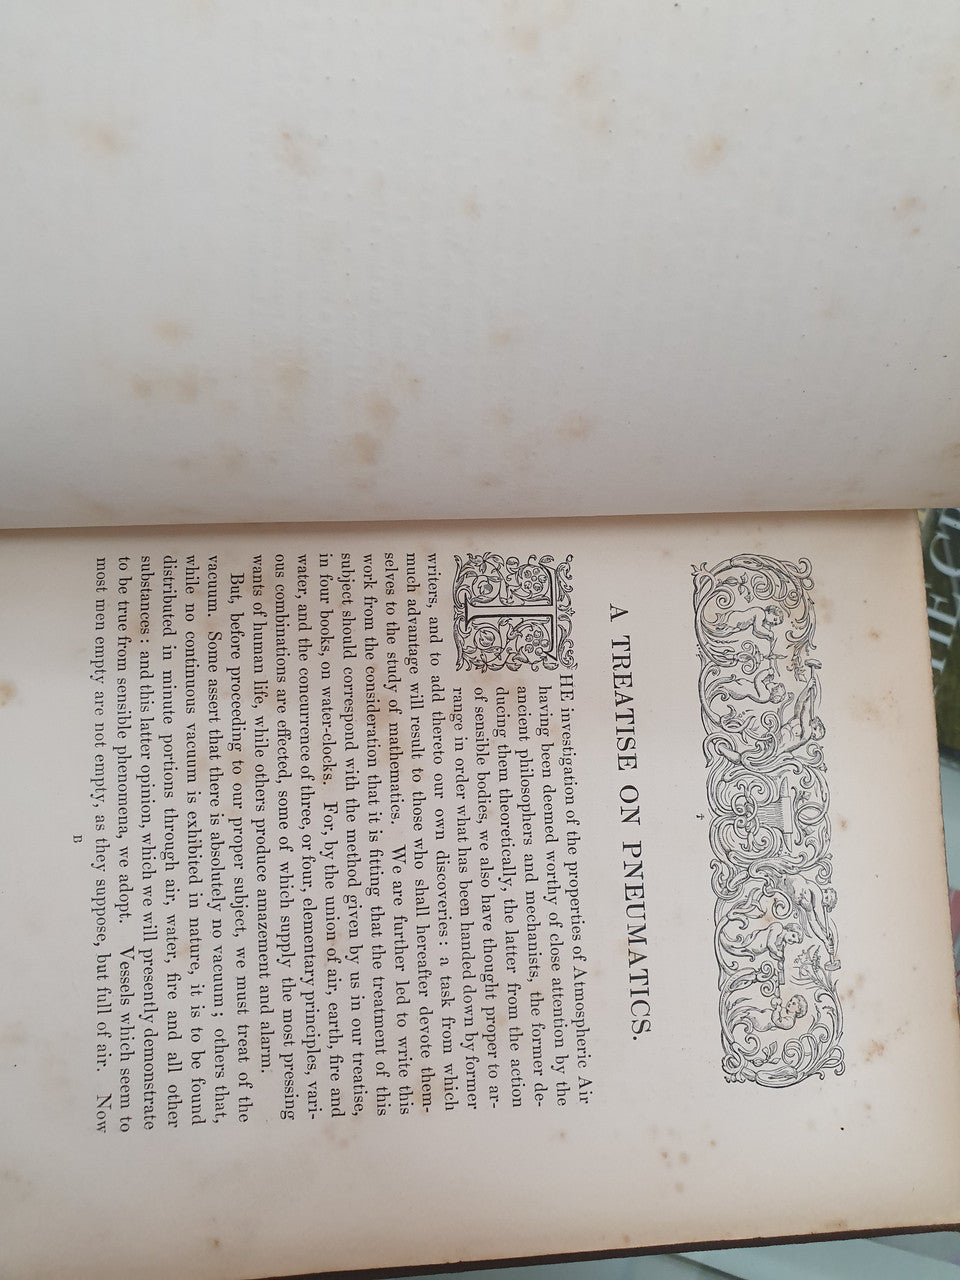 A TREATISE ON PNEUMATICS.
THE investigation of the properties of Atmospheric Air
having been deemed worthy of close attention by the
ancient philosophers and mechanists, the former de-
ducing them theoretically, the latter from the action
of sensible bodies, we also have thought proper to ar-
range in order what has been handed down by former
writers, and to add thereto our own discoveries: a task from which
much advantage will result to those who shall hereafter devote them-
selves to the study of mathematics. We are further led to write this
work from the consideration that it is fitting that the treatment of this
subject should correspond with the method given by us in our treatise,
in four books, on water-clocks. For, by the union of air, earth, fire and
water, and the concurrence of three, or four, elementary principles, vari-
ous combinations are effected, some of which supply the most pressing
wants of human life, while others produce amazement and alarm.
But, before proceeding to our proper subject, we must treat of the
vacuum. Some assert that there is absolutely no vacuum; others that,
while no continuous vacuum is exhibited in nature, it is to be found
distributed in minute portions through air, water, fire and all other
substances: and this latter opinion, which we will presently demonstrate
to be true from sensible phenomena, we adopt. Vessels which seem to
most men empty are not empty, as they suppose, but full of air. Now
B